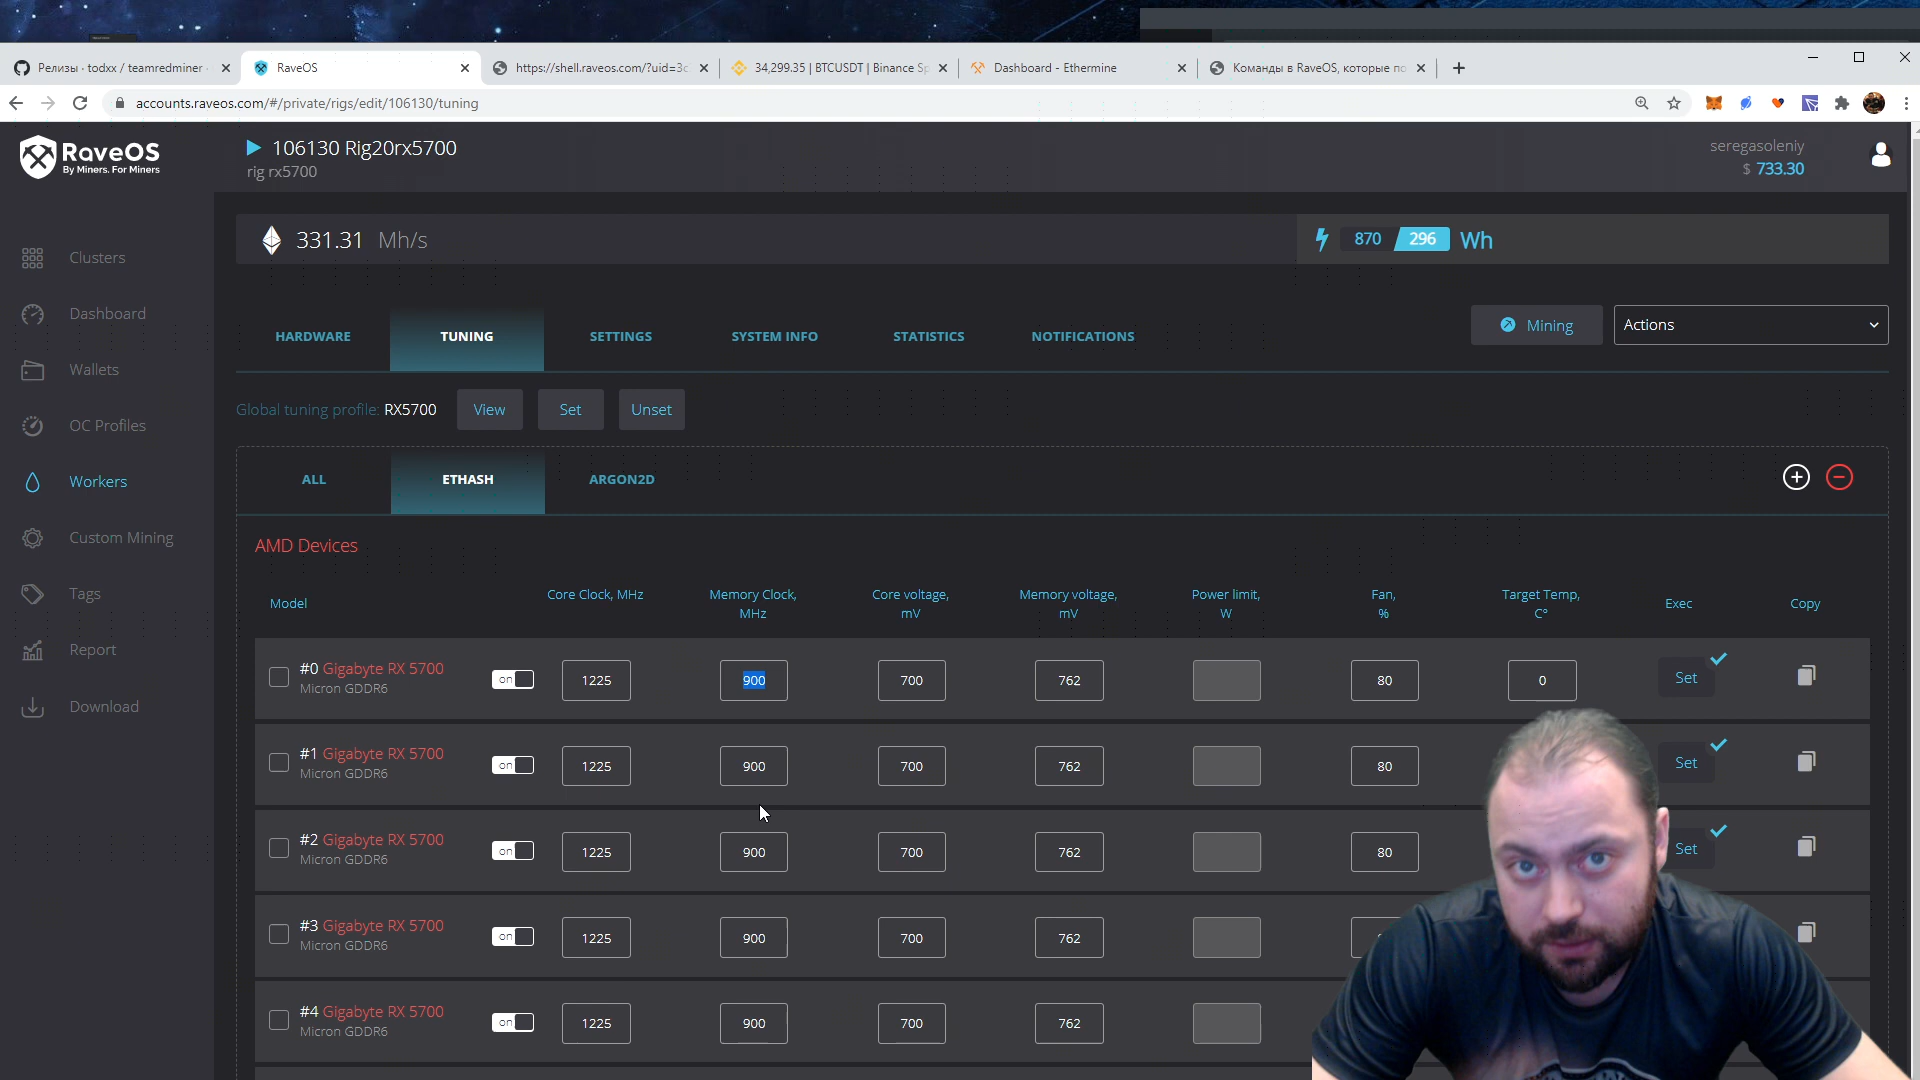 Релизы · todxx / teamredminer
RaveOS
https://shell.raveos.com/?uid=3c
34,299.35 | BTCUSDT | Binance Sp
Dashboard - Ethermine
Команды в RaveOS, которые по
accounts.raveos.com/#/private/rigs/edit/106130/tuning
RaveOS
By Miners. For Miners
106130 Rig20rx5700
rig rx5700
seregasoleniy
$ 733.30
Clusters
Dashboard
Wallets
OC Profiles
Workers
Custom Mining
Tags
Report
Download
331.31 Mh/s
870 296 Wh
HARDWARE TUNING SETTINGS SYSTEM INFO STATISTICS NOTIFICATIONS
Mining
Actions
Global tuning profile: RX5700 View Set Unset
ALL ETHASH ARGON2D
AMD Devices
Model
Core Clock, MHz
Memory Clock, MHz
Core voltage, mV
Memory voltage, mV
Power limit, W
Fan, %
Target Temp, C°
Exec
Copy
#0 Gigabyte RX 5700
Micron GDDR6
on 1225 900 700 762 80 0 Set
#1 Gigabyte RX 5700
Micron GDDR6
on 1225 900 700 762 80 Set
#2 Gigabyte RX 5700
Micron GDDR6
on 1225 900 700 762 80 Set
#3 Gigabyte RX 5700
Micron GDDR6
on 1225 900 700 762
#4 Gigabyte RX 5700
Micron GDDR6
on 1225 900 700 762